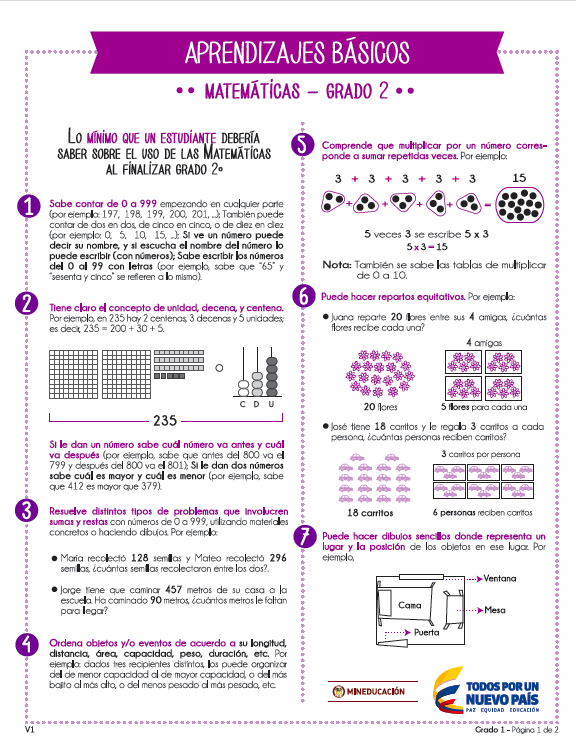 APRENDIZAJES BÁSICOS
•• MATEMÁTICAS – GRADO 2 ••
LO MÍNIMO QUE UN ESTUDIANTE DEBERÍA
SABER SOBRE EL USO DE LAS MATEMÁTICAS
AL FINALIZAR GRADO 2º
1
Sabe contar de 0 a 999 empezando en cualquier parte
(por ejemplo: 197, 198, 199, 200, 201, ...); También puede
contar de dos en dos, de cinco en cinco, o de diez en diez
(por ejemplo: 0, 5, 10, 15, ...); Si ve un número puede
decir su nombre, y si escucha el nombre del número lo
puede escribir (con números); Sabe escribir los números
del 0 al 99 con letras (por ejemplo, sabe que "65" y
"sesenta y cinco" se refieren a lo mismo).
2
Tiene claro el concepto de unidad, decena, y centena.
Por ejemplo, en 235 hay 2 centenas, 3 decenas y 5 unidades;
es decir, 235 = 200 + 30 + 5.
O
C D U
235
Si le dan un número sabe cuál número va antes y cuál
va después (por ejemplo, sabe que antes del 800 va el
799 y después del 800 va el 801); Si le dan dos números
sabe cuál es mayor y cuál es menor (por ejemplo, sabe
que 412 es mayor que 379).
3
Resuelve distintos tipos de problemas que involucren
sumas y restas con números de 0 a 999, utilizando materiales
concretos o haciendo dibujos. Por ejemplo:
• María recolectó 128 semillas y Mateo recolectó 296
semillas, ¿cuántas semillas recolectaron entre los dos?.
• Jorge tiene que caminar 457 metros de su casa a la
escuela. Ha caminado 90 metros, ¿cuántos metros le faltan
para llegar?
4
Ordena objetos y/o eventos de acuerdo a su longitud,
distancia, área, capacidad, peso, duración, etc. Por
ejemplo: dados tres recipientes distintos, los puede organizar
del de menor capacidad al de mayor capacidad, o del más
bajito al más alto, o del menos pesado al más pesado, etc.
5
Comprende que multiplicar por un número corres-
ponde a sumar repetidas veces. Por ejemplo:
3 + 3 + 3 + 3 + 3 15
+ + + + =
5 veces 3 se escribe 5 x 3
5 x 3 = 15
Nota: También se sabe las tablas de multiplicar
de 0 a 10.
6
Puede hacer repartos equitativos. Por ejemplo:
• Juana reparte 20 flores entre sus 4 amigas, ¿cuántas
flores recibe cada una?
4 amigas
20 flores
5 flores para cada una
• José tiene 18 carritos y le regala 3 carritos a cada
persona, ¿cuántas personas reciben carritos?
3 carritos por persona
18 carritos
6 personas reciben carritos
7
Puede hacer dibujos sencillos donde representa un
lugar y la posición de los objetos en ese lugar. Por
ejemplo,
Ventana
Cama
Mesa
Puerta
MINEDUCACIÓN
TODOS POR UN
NUEVO PAÍS
PAZ EQUIDAD EDUCACIÓN
V1
Grado 1 - Página 1 de 2